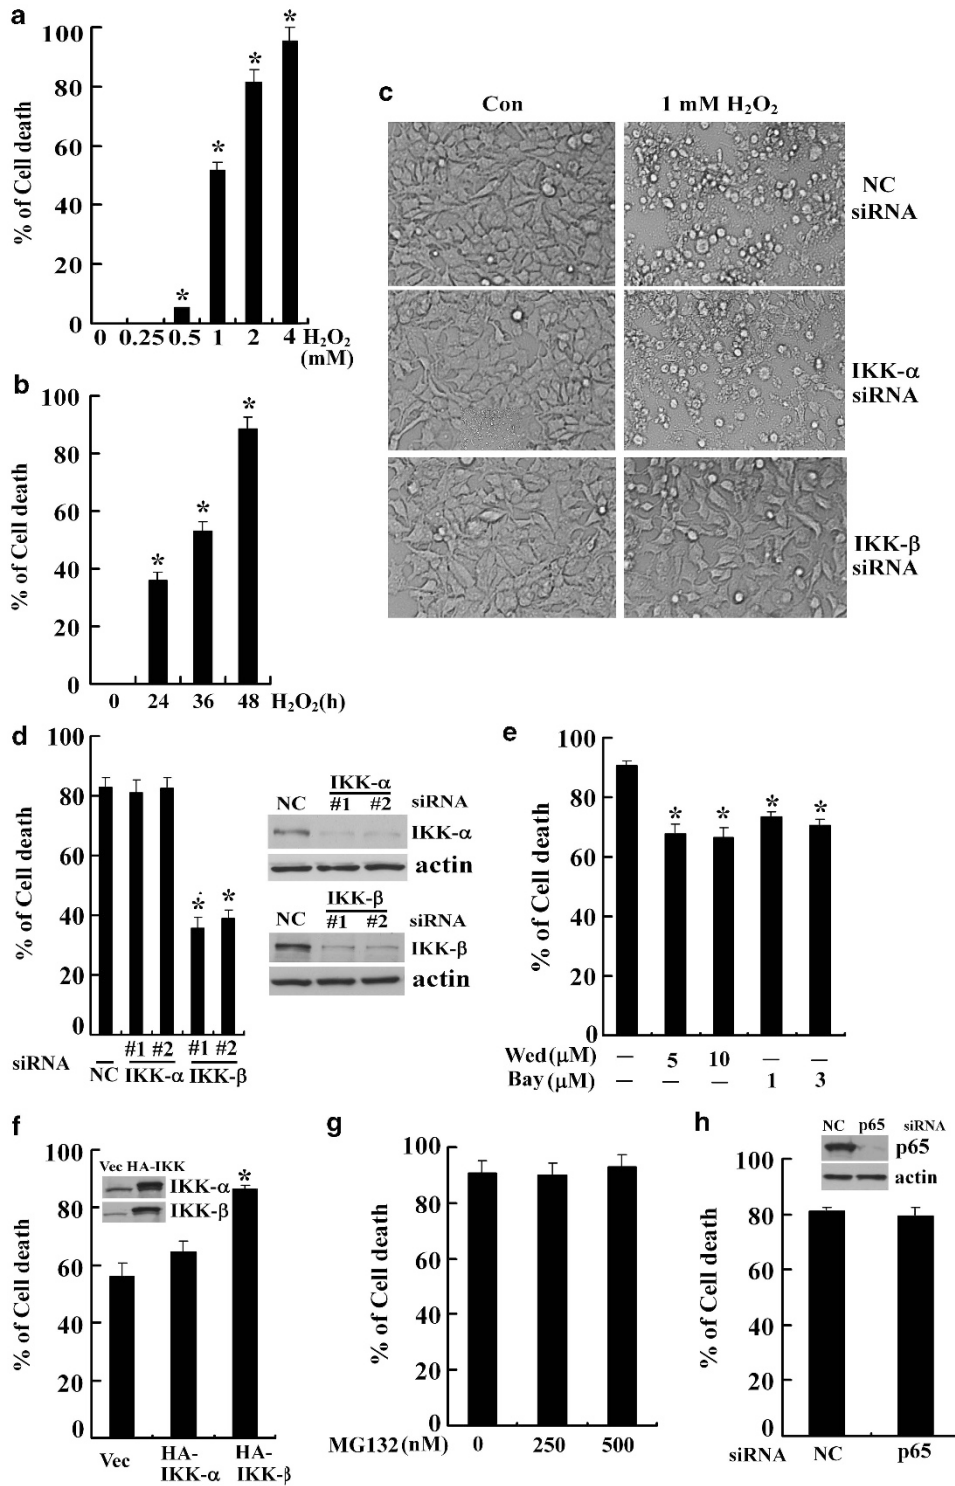 a
% of Cell death
100
80
60
40
20
0
0 0.25 0.5 1 2 4 H₂O₂
(mM)
*
*
*
*
b
% of Cell death
100
80
60
40
20
0
0 24 36 48 H₂O₂(h)
*
*
*
c
Con 1 mM H₂O₂
NC
siRNA
IKK-α
siRNA
IKK-β
siRNA
d
% of Cell death
100
80
60
40
20
0
* *
#1 #2 #1 #2
siRNA NC IKK-α IKK-β
IKK-α
NC #1 #2 siRNA
IKK-α
actin
IKK-β
NC #1 #2 siRNA
IKK-β
actin
e
% of Cell death
100
80
60
40
20
0
* * * *
Wed (μM) – 5 10 – –
Bay (μM) – – – 1 3
f
% of Cell death
100
80
60
40
20
0
Vec HA-IKK
IKK-α
IKK-β
*
Vec HA-IKK-α HA-IKK-β
g
% of Cell death
100
80
60
40
20
0
MG132 (nM) 0 250 500
h
NC p65 siRNA
p65
actin
% of Cell death
100
80
60
40
20
0
siRNA NC p65